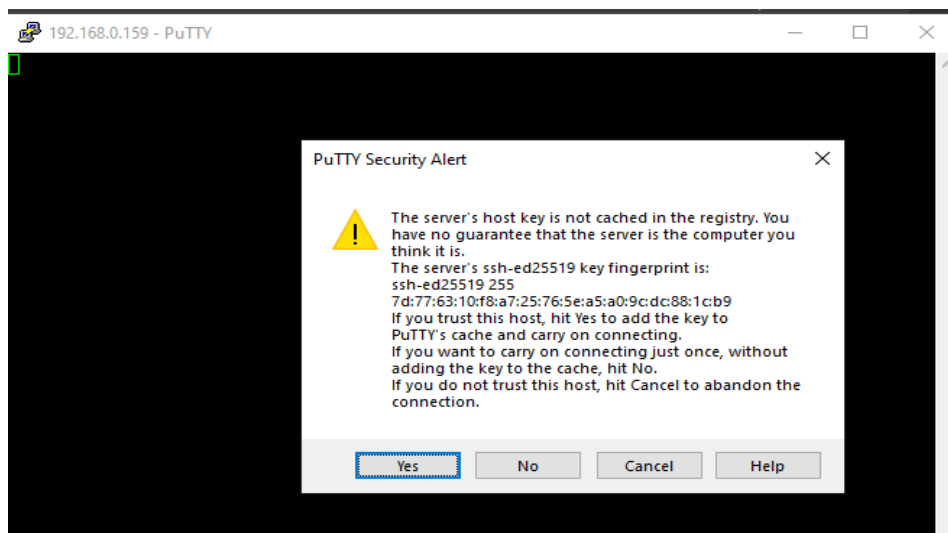 192.168.0.159 - PuTTY
PuTTY Security Alert
The server's host key is not cached in the registry. You
have no guarantee that the server is the computer you
think it is.
The server's ssh-ed25519 key fingerprint is:
ssh-ed25519 255
7d:77:63:10:f8:a7:25:76:5e:a5:a0:9c:dc:88:1c:b9
If you trust this host, hit Yes to add the key to
PuTTY's cache and carry on connecting.
If you want to carry on connecting just once, without
adding the key to the cache, hit No.
If you do not trust this host, hit Cancel to abandon the
connection.
Yes No Cancel Help